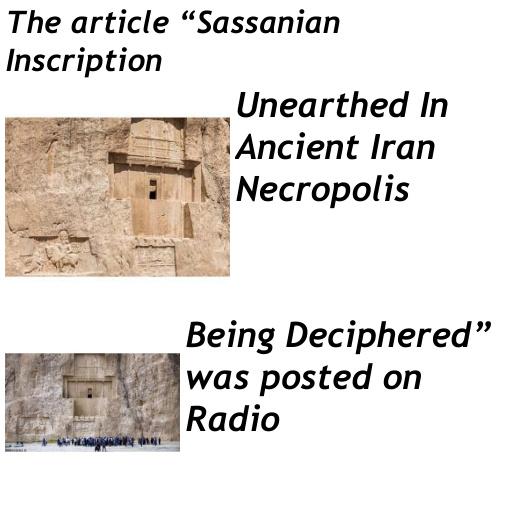 The article “Sassanian
Inscription
Unearthed In
Ancient Iran
Necropolis
Being Deciphered”
was posted on
Radio